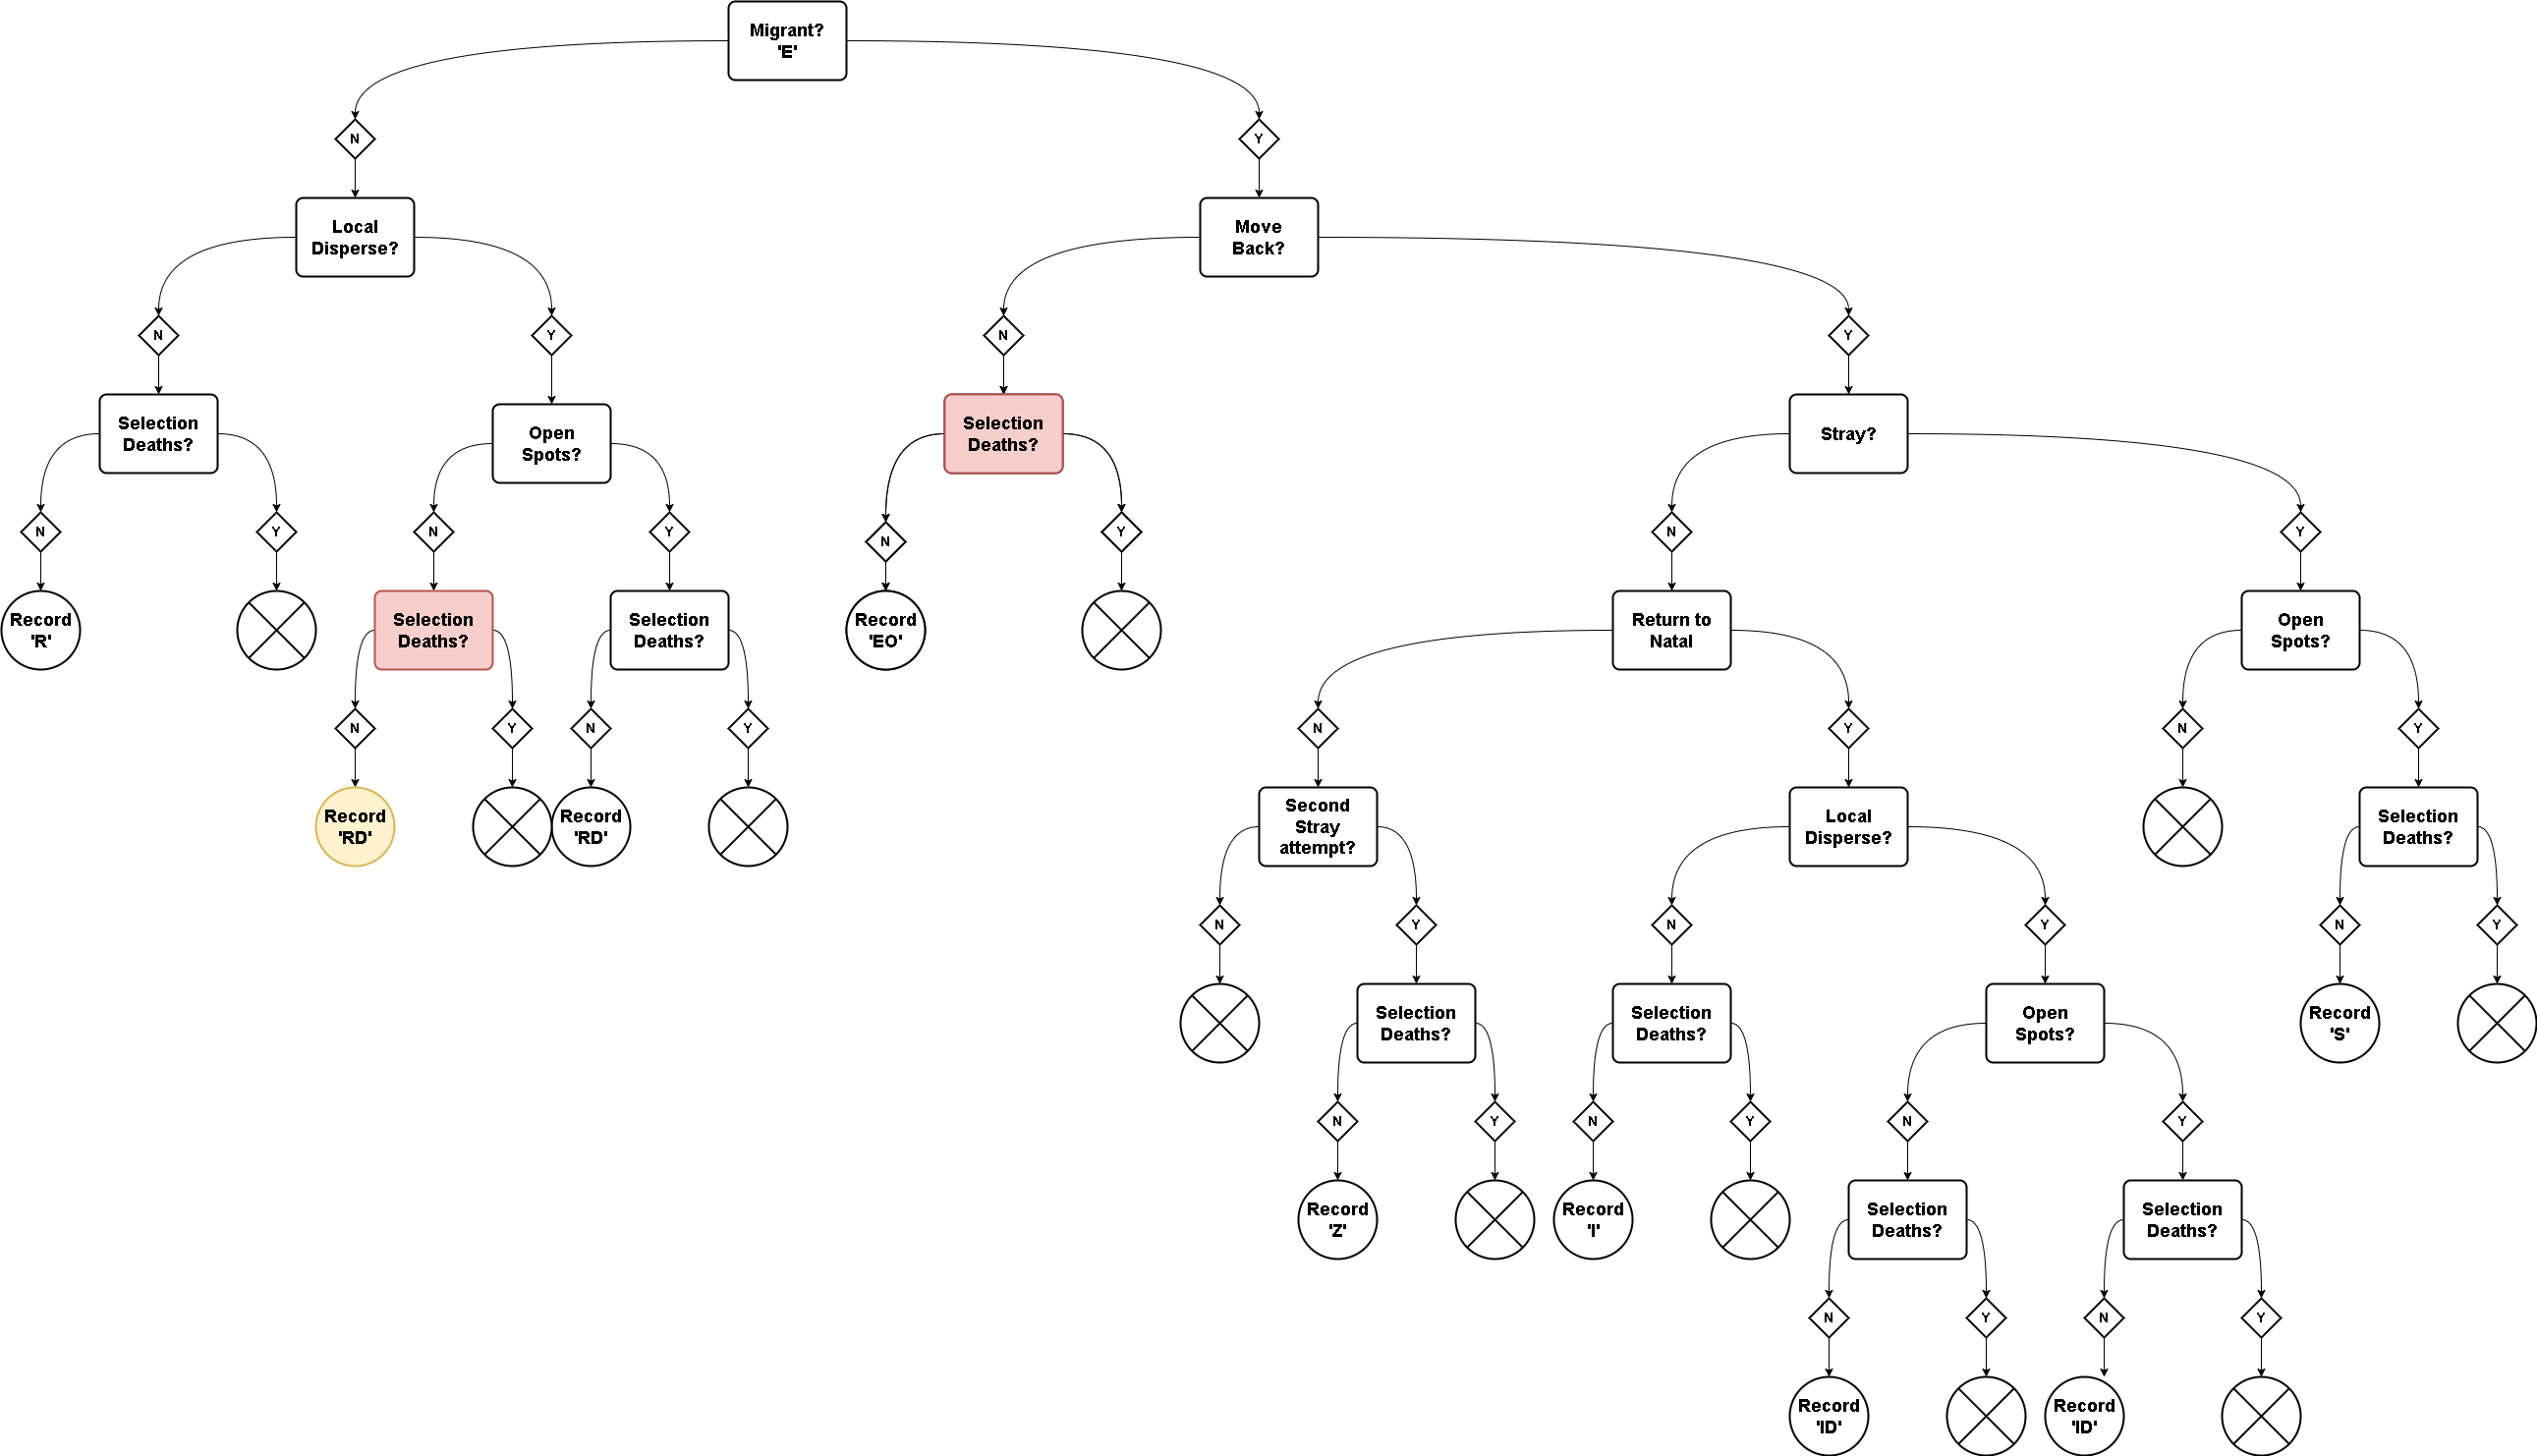 Migrant?
'E'
N
Y
Local
Disperse?
Move
Back?
N
Y
N
Y
Selection
Deaths?
Open
Spots?
Selection
Deaths?
Stray?
N
Y
N
Y
N
Y
N
Y
Record
'R'
Selection
Deaths?
Selection
Deaths?
Record
'EO'
Return to
Natal
Open
Spots?
N
Y
N
Y
N
Y
N
Y
Record
'RD'
Record
'RD'
Second
Stray
attempt?
Local
Disperse?
Selection
Deaths?
N
Y
N
Y
N
Y
Selection
Deaths?
Selection
Deaths?
Open
Spots?
Record
'S'
N
Y
N
Y
N
Y
Record
'Z'
Record
'I'
Selection
Deaths?
Selection
Deaths?
N
Y
N
Y
Record
'ID'
Record
'ID'